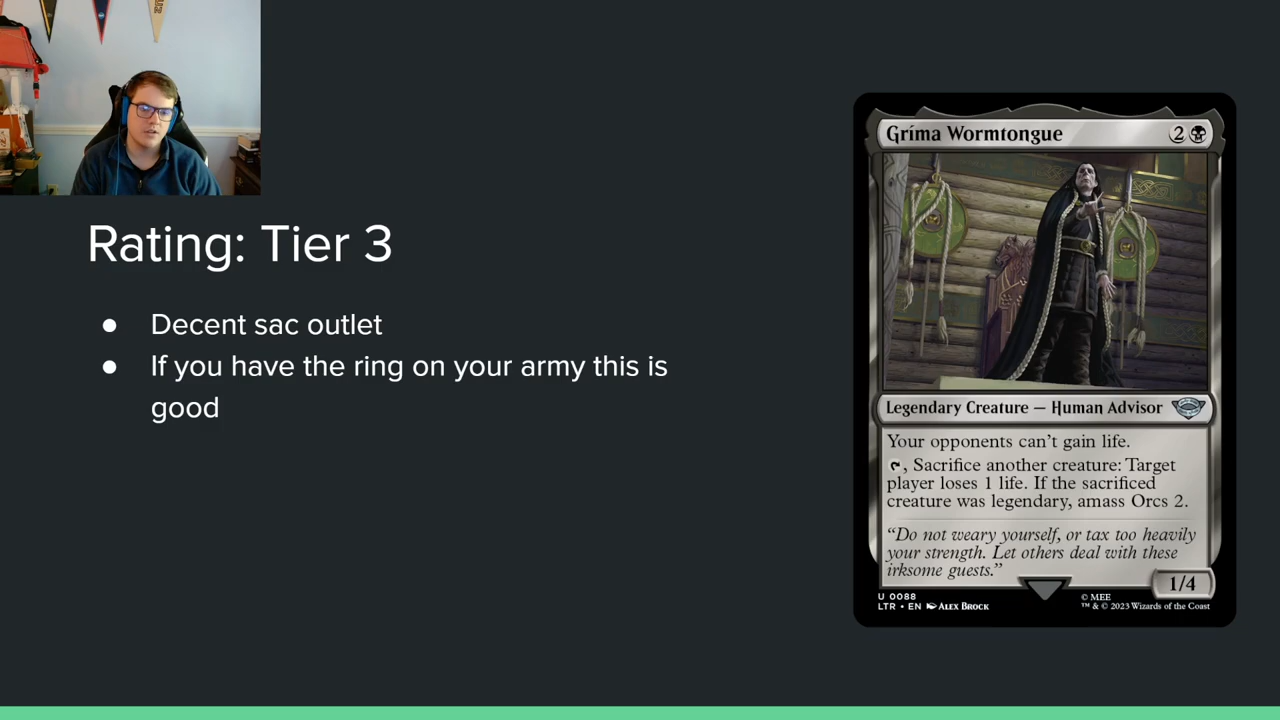 Rating: Tier 3
● Decent sac outlet
● If you have the ring on your army this is
good
Gríma Wormtongue 2
Legendary Creature — Human Advisor
Your opponents can't gain life.
, Sacrifice another creature: Target
player loses 1 life. If the sacrificed
creature was legendary, amass Orcs 2.
“Do not weary yourself, or tax too heavily
your strength. Let others deal with these
irksome guests.”
1/4
U 0088
LTR • EN ALEX BROCK
© MEE
™ & © 2023 Wizards of the Coast